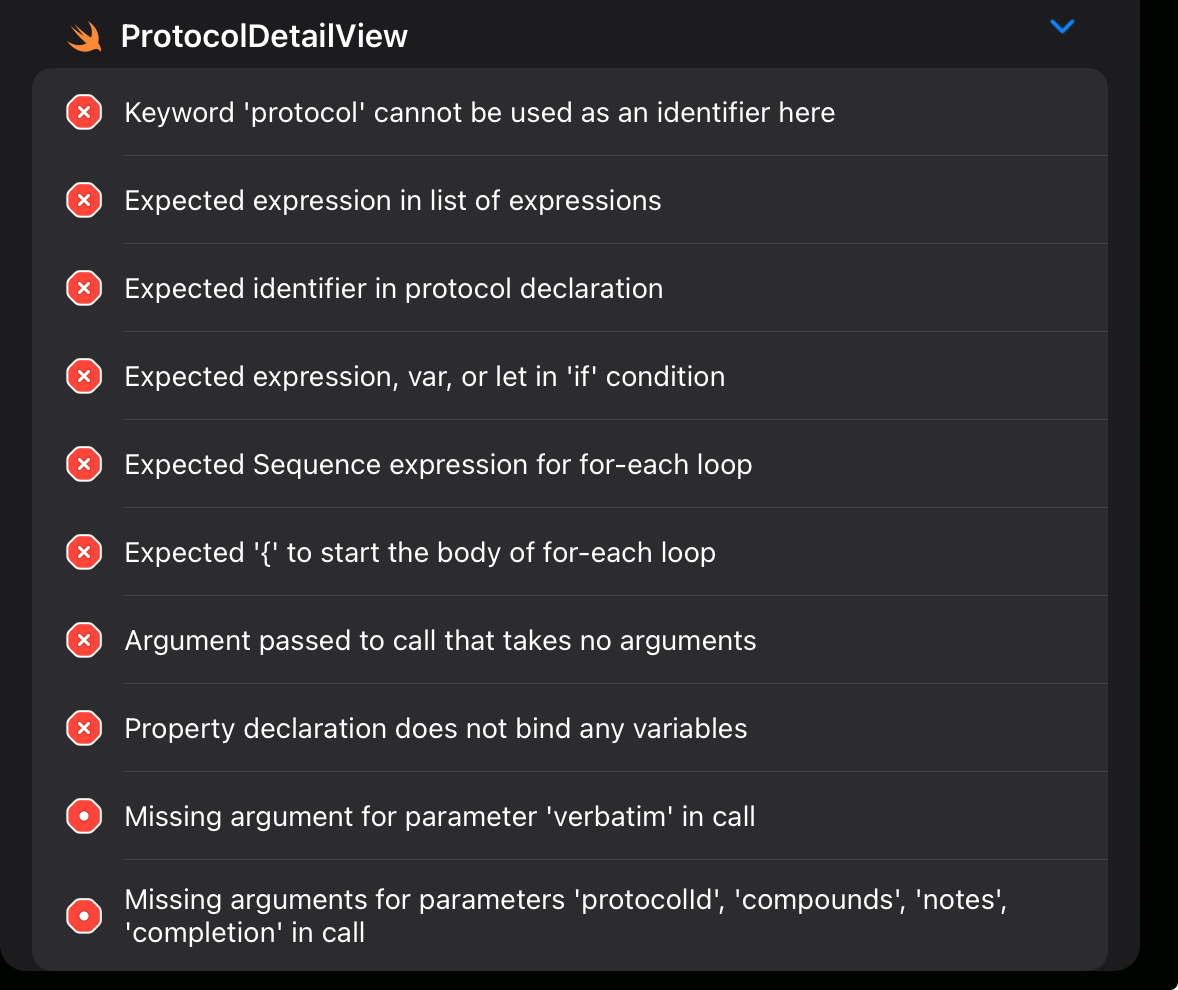 ProtocolDetailView
Keyword 'protocol' cannot be used as an identifier here
Expected expression in list of expressions
Expected identifier in protocol declaration
Expected expression, var, or let in 'if' condition
Expected Sequence expression for for-each loop
Expected '{' to start the body of for-each loop
Argument passed to call that takes no arguments
Property declaration does not bind any variables
Missing argument for parameter 'verbatim' in call
Missing arguments for parameters 'protocolId', 'compounds', 'notes',
'completion' in call